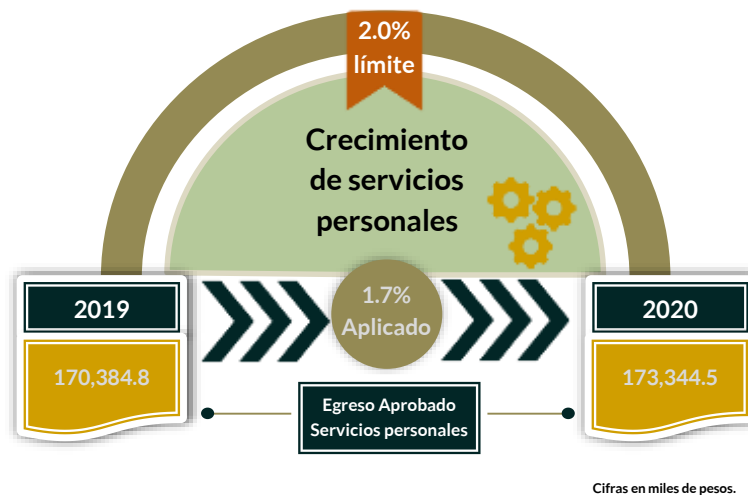 2.0%
límite
Crecimiento
de servicios
personales
2019
1.7%
Aplicado
2020
170,384.8
173,344.5
Egreso Aprobado
Servicios personales
Cifras en miles de pesos.